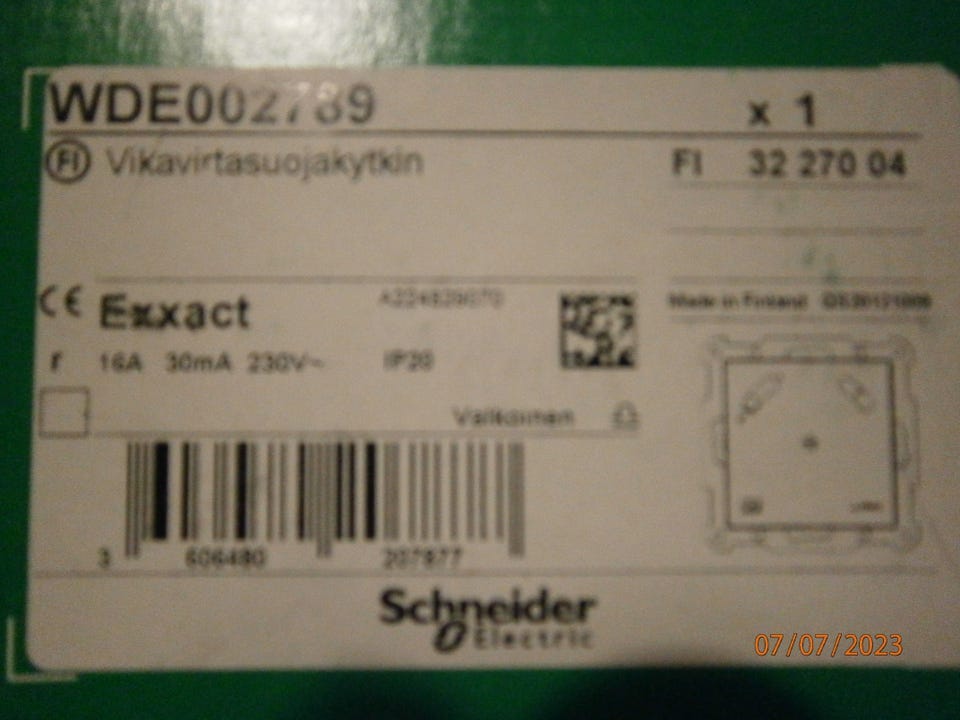 WDE002789 x 1
FI Vikavirtasuojakytkin FI 32 270 04
CE Exxact
Made in Finland
r 16A 30mA 230V~ IP20
Valkoinen
3 606480 207877
Schneider
Electric
07/07/2023